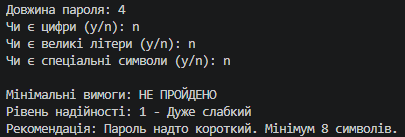 Довжина пароля: 4
Чи є цифри (y/n): n
Чи є великі літери (y/n): n
Чи є спеціальні символи (y/n): n
Мінімальні вимоги: НЕ ПРОЙДЕНО
Рівень надійності: 1 - Дуже слабкий
Рекомендація: Пароль надто короткий. Мінімум 8 символів.